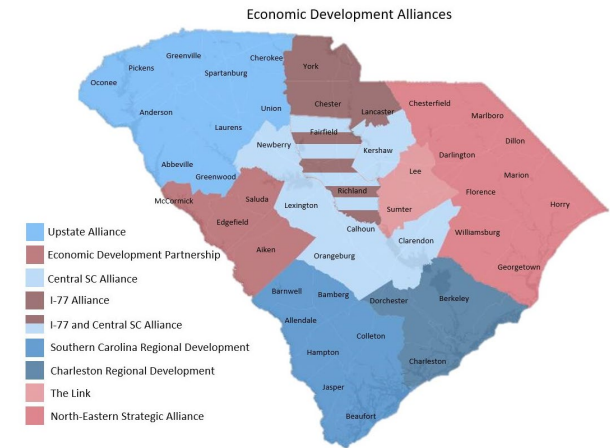 Economic Development Alliances
Cherokee
York
Greenville
Pickens
Spartanburg
Oconee
Union
Chester
Lancaster
Chesterfield
Marlboro
Anderson
Laurens
Fairfield
Dillon
Newberry
Kershaw
Darlington
Abbeville
Greenwood
Lee
Marion
McCormick
Saluda
Lexington
Richland
Florence
Horry
Sumter
Edgefield
Calhoun
Clarendon
Williamsburg
Aiken
Orangeburg
Georgetown
Barnwell
Bamberg
Dorchester
Berkeley
Allendale
Colleton
Hampton
Charleston
Jasper
Beaufort
Upstate Alliance
Economic Development Partnership
Central SC Alliance
I-77 Alliance
I-77 and Central SC Alliance
Southern Carolina Regional Development
Charleston Regional Development
The Link
North-Eastern Strategic Alliance